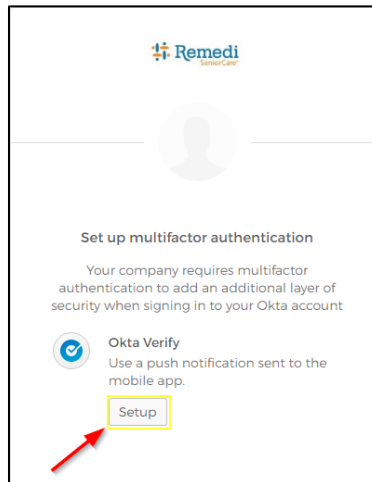 Remedi
SeniorCare
Set up multifactor authentication
Your company requires multifactor
authentication to add an additional layer of
security when signing in to your Okta account
Okta Verify
Use a push notification sent to the
mobile app.
Setup